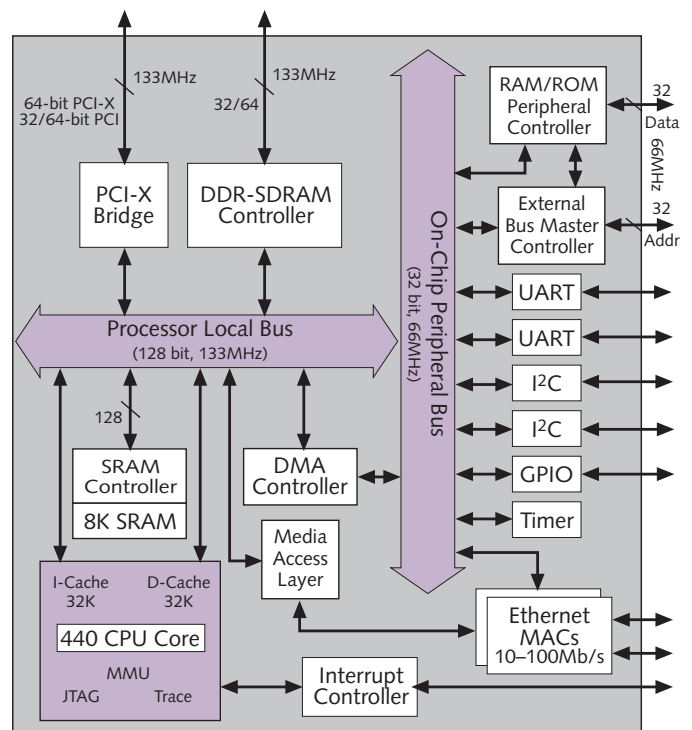 133MHz
133MHz
64-bit PCI-X
32/64-bit PCI
32/64
PCI-X
Bridge
DDR-SDRAM
Controller
RAM/ROM
Peripheral
Controller
32
Data
66MHz
External
Bus Master
Controller
32
Addr
On-Chip Peripheral Bus
(32 bit, 66MHz)
Processor Local Bus
(128 bit, 133MHz)
UART
UART
I²C
I²C
GPIO
Timer
128
SRAM
Controller
8K SRAM
DMA
Controller
Media
Access
Layer
I-Cache
32K
D-Cache
32K
440 CPU Core
MMU
JTAG
Trace
Ethernet
MACs
10–100Mb/s
Interrupt
Controller